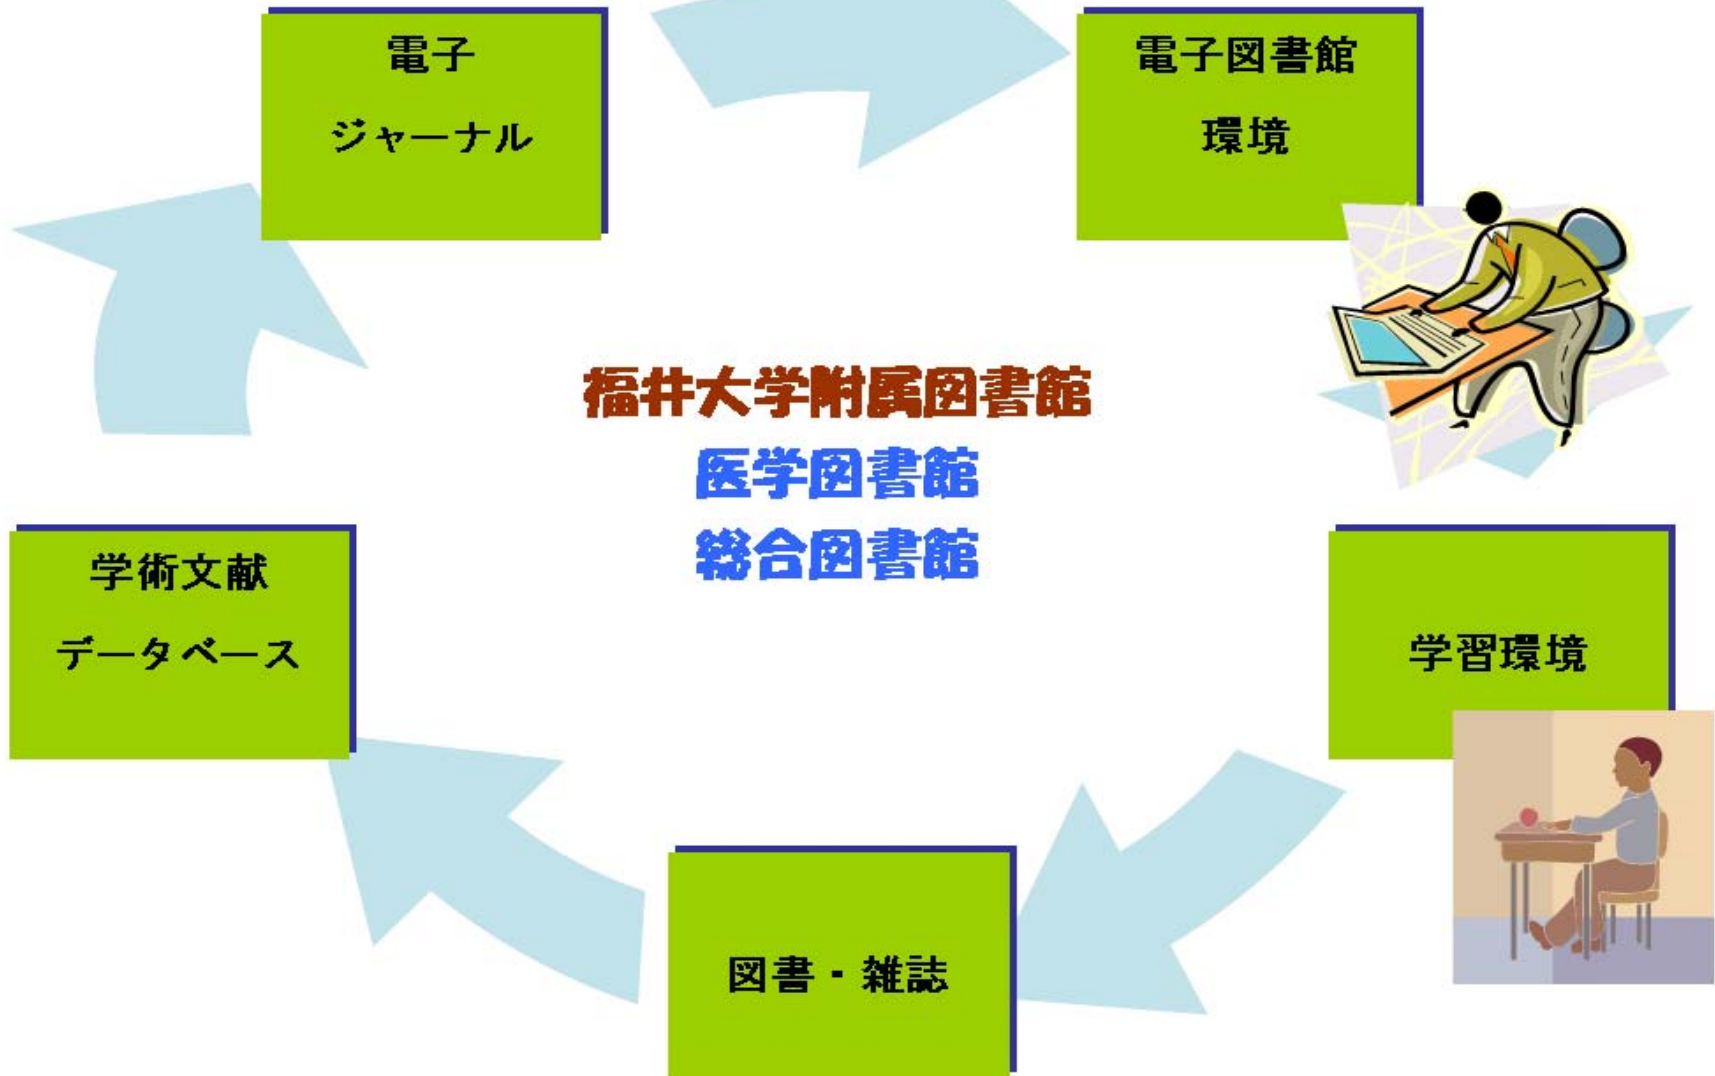 電子
ジャーナル
電子図書館
環境
福井大学附属図書館
医学図書館
総合図書館
学術文献
データベース
学習環境
図書・雑誌